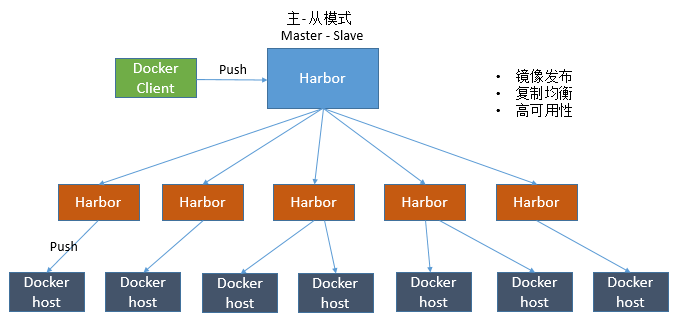 主-从模式
Master - Slave
Docker
Client
Push
Harbor
• 镜像发布
• 复制均衡
• 高可用性
Harbor
Harbor
Harbor
Harbor
Harbor
Push
Docker
host
Docker
host
Docker
host
Docker
host
Docker
host
Docker
host
Docker
host